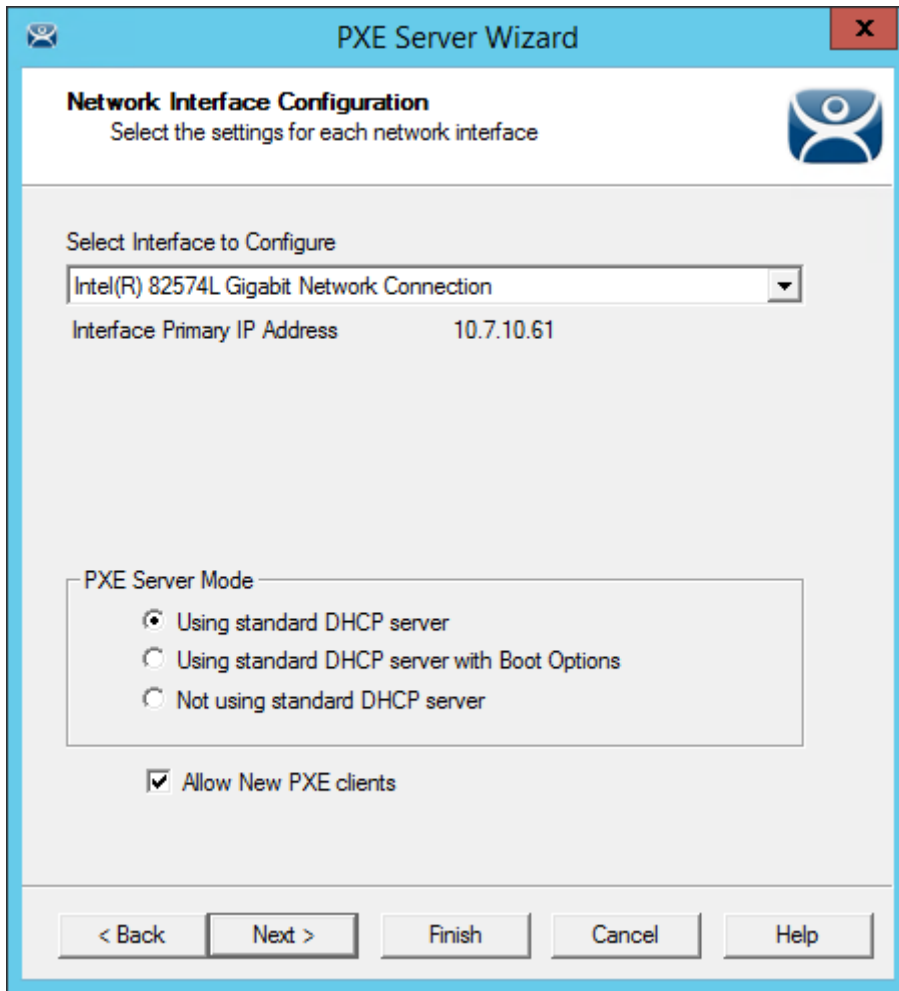 PXE Server Wizard
x
Network Interface Configuration
Select the settings for each network interface
Select Interface to Configure
Intel(R) 82574L Gigabit Network Connection
Interface Primary IP Address 10.7.10.61
PXE Server Mode
Using standard DHCP server
Using standard DHCP server with Boot Options
Not using standard DHCP server
Allow New PXE clients
< Back Next > Finish Cancel Help